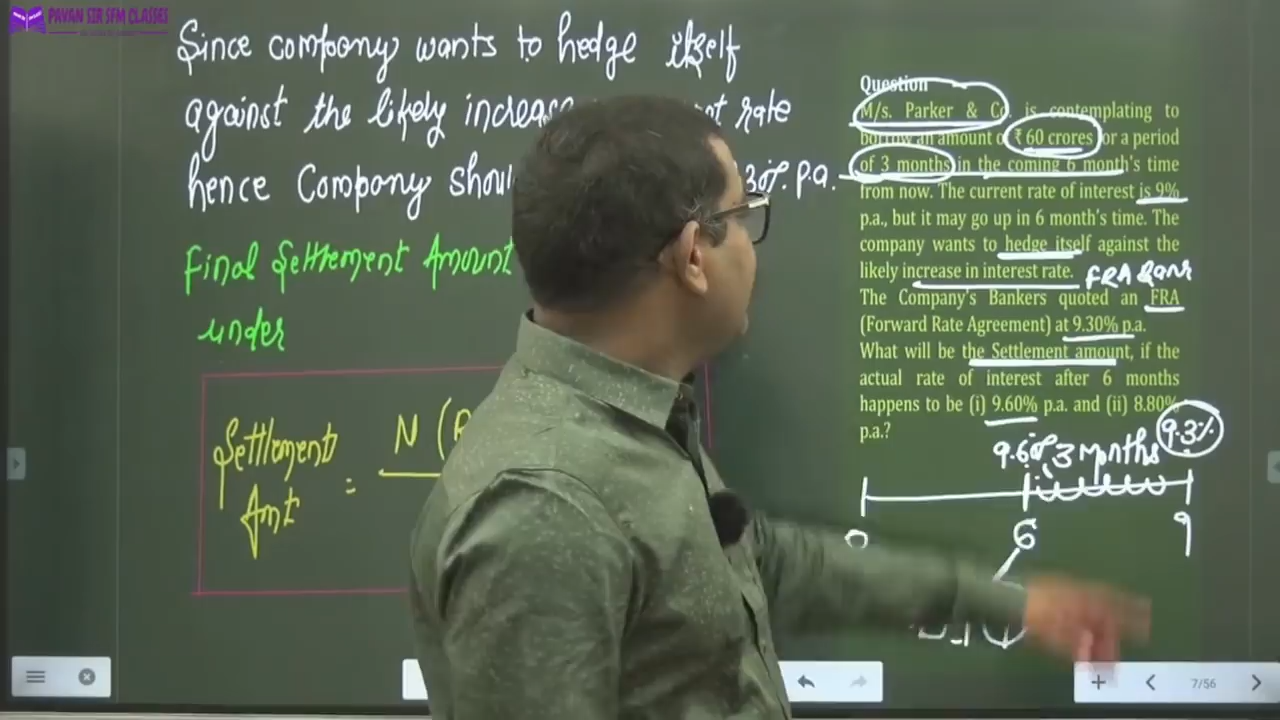 PAVAN SIR SFM CLASSES
Since company wants to hedge itself
against the likely increase rate
hence Company p.a.
Final Settlement Amount
under
Settlement
Amt
=
N (
Question
M/s. Parker & Co. is contemplating to
borrow an amount of ₹ 60 crores for a period
of 3 months in the coming 6 month's time
from now. The current rate of interest is 9%
p.a., but it may go up in 6 month's time. The
company wants to hedge itself against the
likely increase in interest rate. FRA Bank
The Company's Bankers quoted an FRA
(Forward Rate Agreement) at 9.30% p.a.
What will be the Settlement amount, if the
actual rate of interest after 6 months
happens to be (i) 9.60% p.a. and (ii) 8.80%
p.a.?
9.6% 3 Months 9.3%
0 6 9
7/56